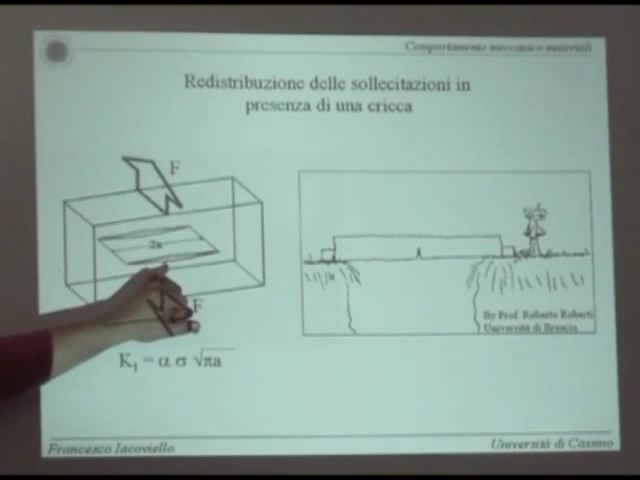 Comportamento meccanico materiali
Redistribuzione delle sollecitazioni in
presenza di una cricca
F
2a
F
By Prof. Roberto Roberti
Università di Brescia
K₁ = α σ √πa
Francesco Iacoviello
Università di Cassino